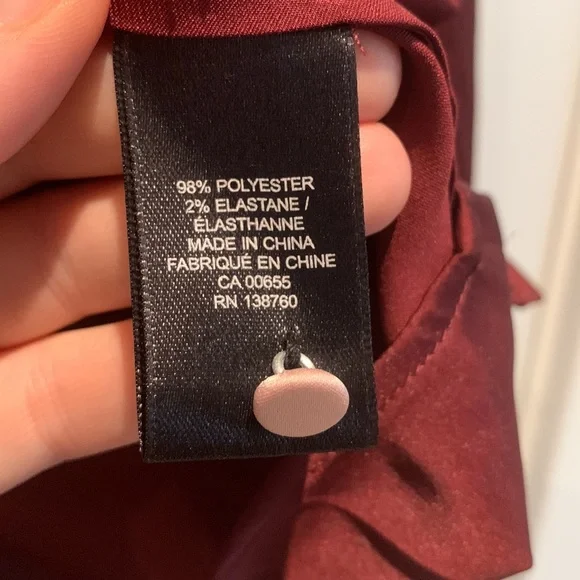 98% POLYESTER
2% ELASTANE /
ÉLASTHANNE
MADE IN CHINA
FABRIQUÉ EN CHINE
CA 00655
RN 138760